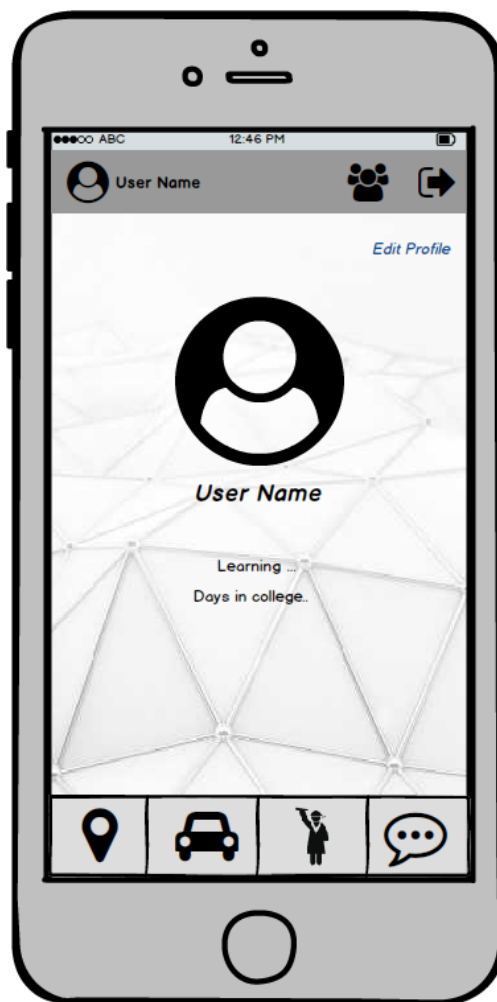 ABC 12:46 PM
User Name
Edit Profile
User Name
Learning ...
Days in college..